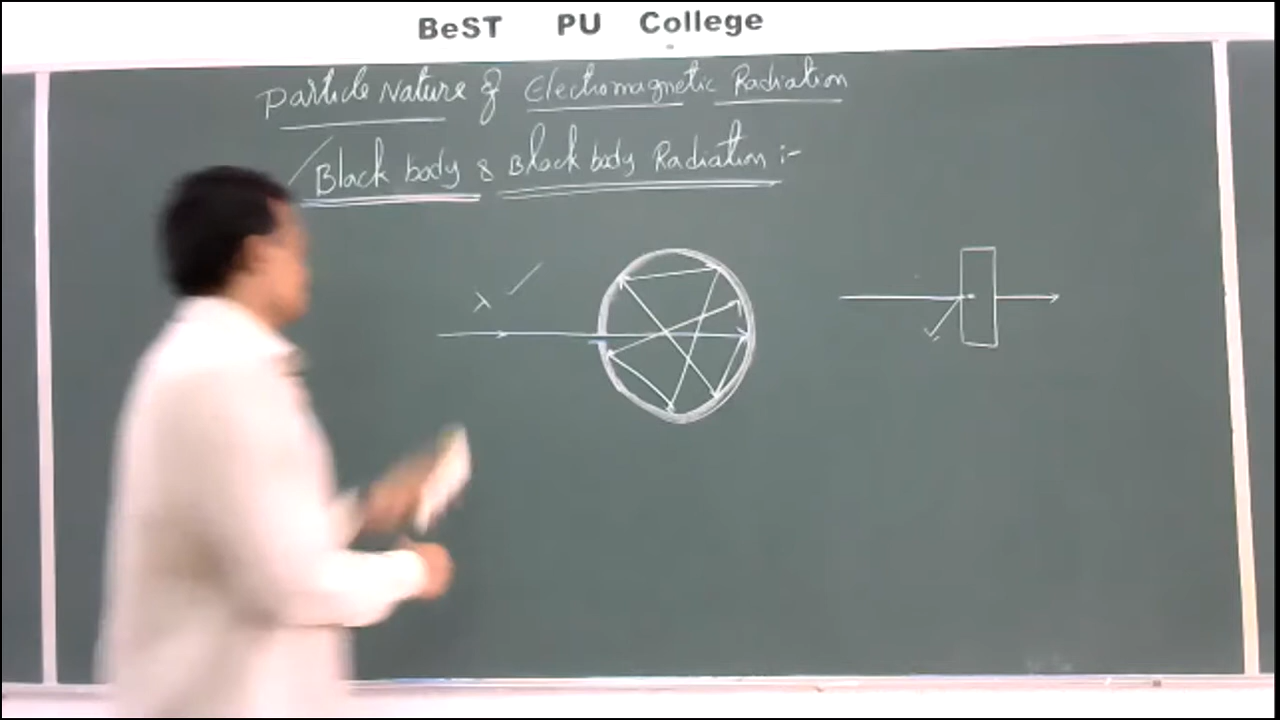 BeST PU College
Particle Nature of Electromagnetic Radiation
Black body & Black body Radiation :-
λ